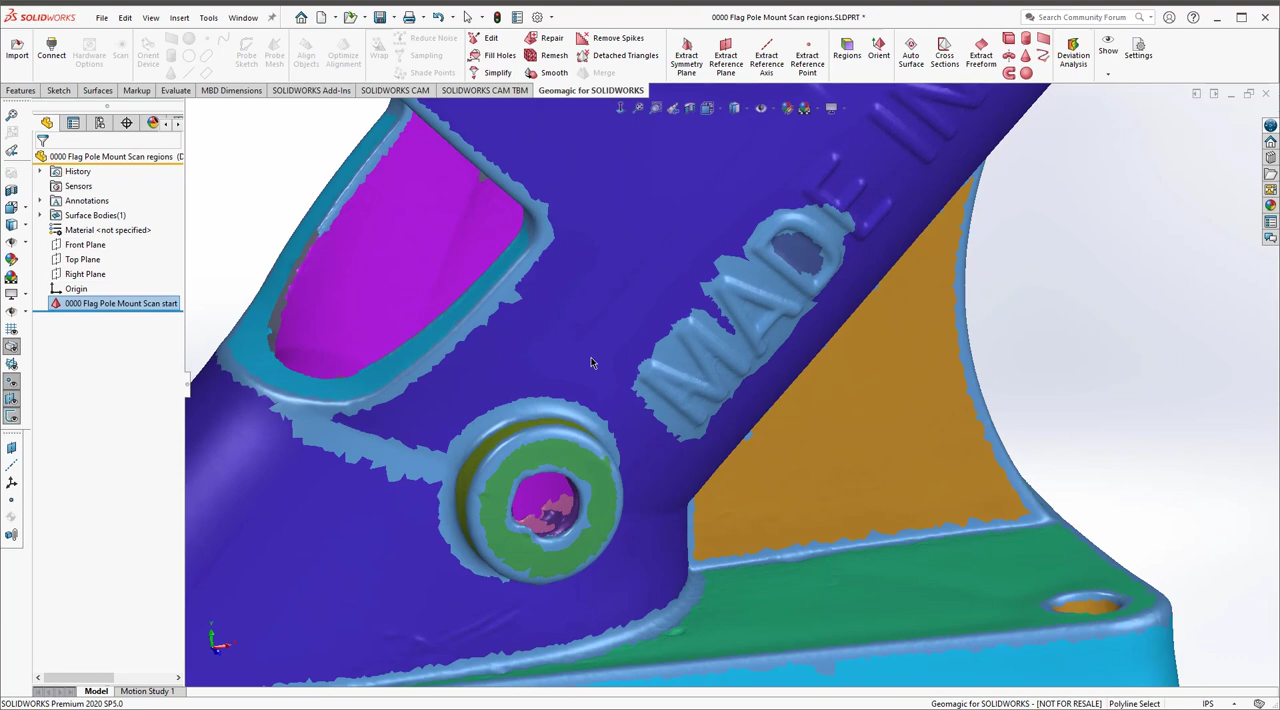 SOLIDWORKS File Edit View Insert Tools Window 0000 Flag Pole Mount Scan regions.SLDPRT * Search Community Forum
Import Connect Hardware Options Orient Device Probe Sketch Probe Mesh Align Objects Optimize Alignment Wrap Reduce Noise Sampling Shade Points Edit Fill Holes Simplify Repair Remesh Smooth Remove Spikes Detached Triangles Merge Extract Symmetry Plane Extract Reference Plane Extract Reference Axis Extract Reference Point Regions Orient Auto Surface Cross Sections Extract Freeform Deviation Analysis Show Settings
Features Sketch Surfaces Markup Evaluate MBD Dimensions SOLIDWORKS Add-Ins SOLIDWORKS CAM SOLIDWORKS CAM TBM Geomagic for SOLIDWORKS
0000 Flag Pole Mount Scan regions (D
History
Sensors
Annotations
Surface Bodies(1)
Material <not specified>
Front Plane
Top Plane
Right Plane
Origin
0000 Flag Pole Mount Scan start
Model Motion Study 1
SOLIDWORKS Premium 2020 SP5.0 Geomagic for SOLIDWORKS - [NOT FOR RESALE] Polyline Select IPS